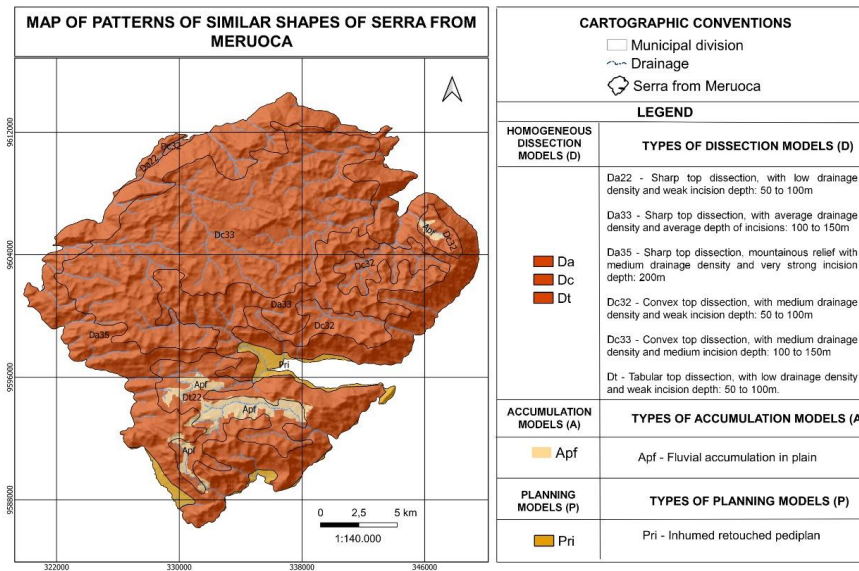 MAP OF PATTERNS OF SIMILAR SHAPES OF SERRA FROM
MERUOCA
9612000
9604000
9596000
9588000
322000
330000
338000
346000
Da22
Dc32
Dc33
Apf
Dc32
Dc32
Da33
Dc32
Da35
Pri
Apf
Dt22
Apf
Apf
0 2,5 5 km
1:140.000
CARTOGRAPHIC CONVENTIONS
Municipal division
Drainage
Serra from Meruoca
LEGEND
HOMOGENEOUS
DISSECTION
MODELS (D)
TYPES OF DISSECTION MODELS (D)
Da
Dc
Dt
Da22 - Sharp top dissection, with low drainage
density and weak incision depth: 50 to 100m
Da33 - Sharp top dissection, with average drainage
density and average depth of incisions: 100 to 150m
Da35 - Sharp top dissection, mountainous relief with
medium drainage density and very strong incision
depth: 200m
Dc32 - Convex top dissection, with medium drainage
density and weak incision depth: 50 to 100m
Dc33 - Convex top dissection, with medium drainage
density and medium incision depth: 100 to 150m
Dt - Tabular top dissection, with low drainage density
and weak incision depth: 50 to 100m.
ACCUMULATION
MODELS (A)
TYPES OF ACCUMULATION MODELS (A
Apf
Apf - Fluvial accumulation in plain
PLANNING
MODELS (P)
TYPES OF PLANNING MODELS (P)
Pri
Pri - Inhumed retouched pediplan